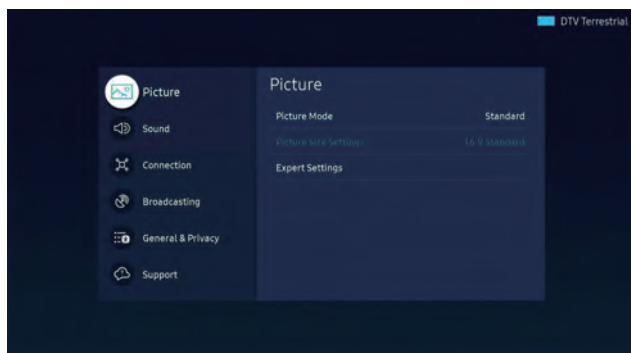 DTV Terrestrial
Picture
Sound
Connection
Broadcasting
General & Privacy
Support
Picture
Picture Mode Standard
Picture Size Settings 16:9 Standard
Expert Settings